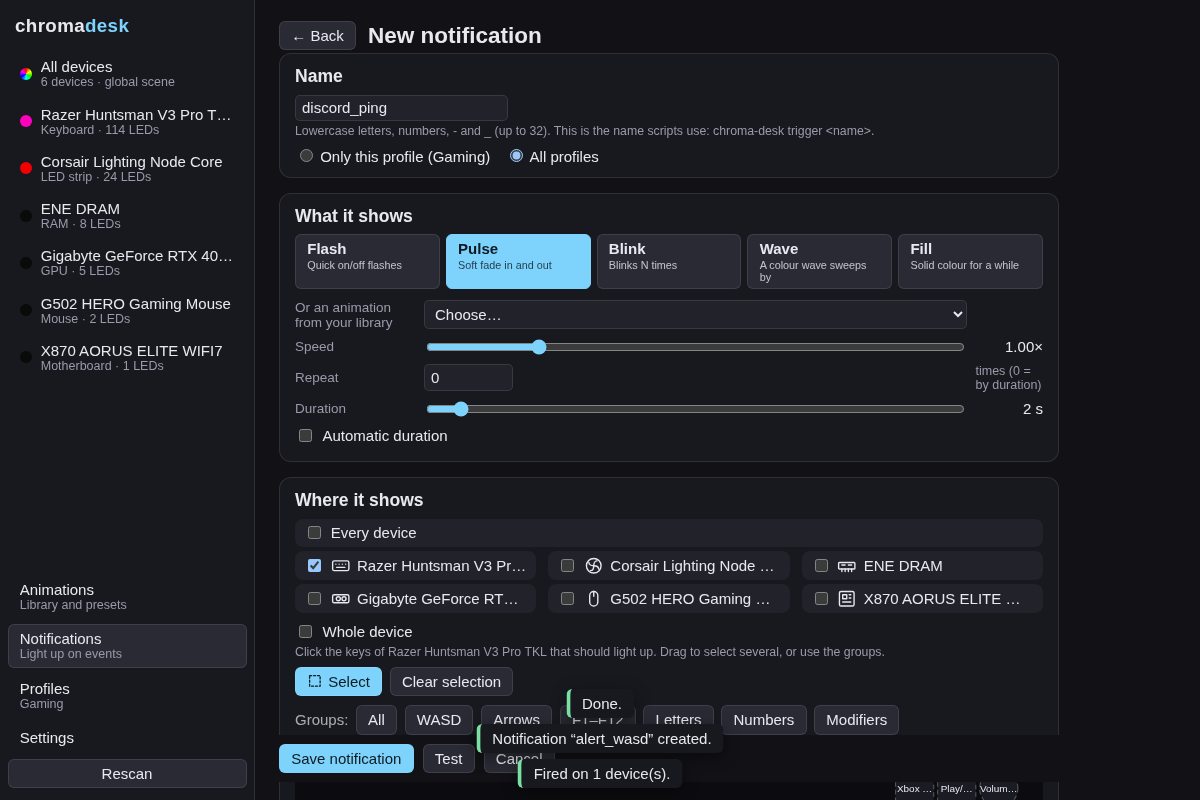 chromadesk
All devices
6 devices · global scene
Razer Huntsman V3 Pro T…
Keyboard · 114 LEDs
Corsair Lighting Node Core
LED strip · 24 LEDs
ENE DRAM
RAM · 8 LEDs
Gigabyte GeForce RTX 40…
GPU · 5 LEDs
G502 HERO Gaming Mouse
Mouse · 2 LEDs
X870 AORUS ELITE WIFI7
Motherboard · 1 LEDs
Animations
Library and presets
Notifications
Light up on events
Profiles
Gaming
Settings
Rescan
← Back New notification
Name
discord_ping
Lowercase letters, numbers, - and _ (up to 32). This is the name scripts use: chroma-desk trigger <name>.
Only this profile (Gaming) All profiles
What it shows
Flash
Quick on/off flashes
Pulse
Soft fade in and out
Blink
Blinks N times
Wave
A colour wave sweeps
by
Fill
Solid colour for a while
Or an animation
from your library
Choose…
Speed 1.00×
Repeat 0 times (0 =
by duration)
Duration 2 s
Automatic duration
Where it shows
Every device
Razer Huntsman V3 Pr… Corsair Lighting Node … ENE DRAM
Gigabyte GeForce RT… G502 HERO Gaming … X870 AORUS ELITE …
Whole device
Click the keys of Razer Huntsman V3 Pro TKL that should light up. Drag to select several, or use the groups.
Select Clear selection
Done.
Groups: All WASD Arrows F1–F12 Letters Numbers Modifiers
Notification “alert_wasd” created.
Save notification Test Cancel
Fired on 1 device(s).
Xbox … Play/… Volum…